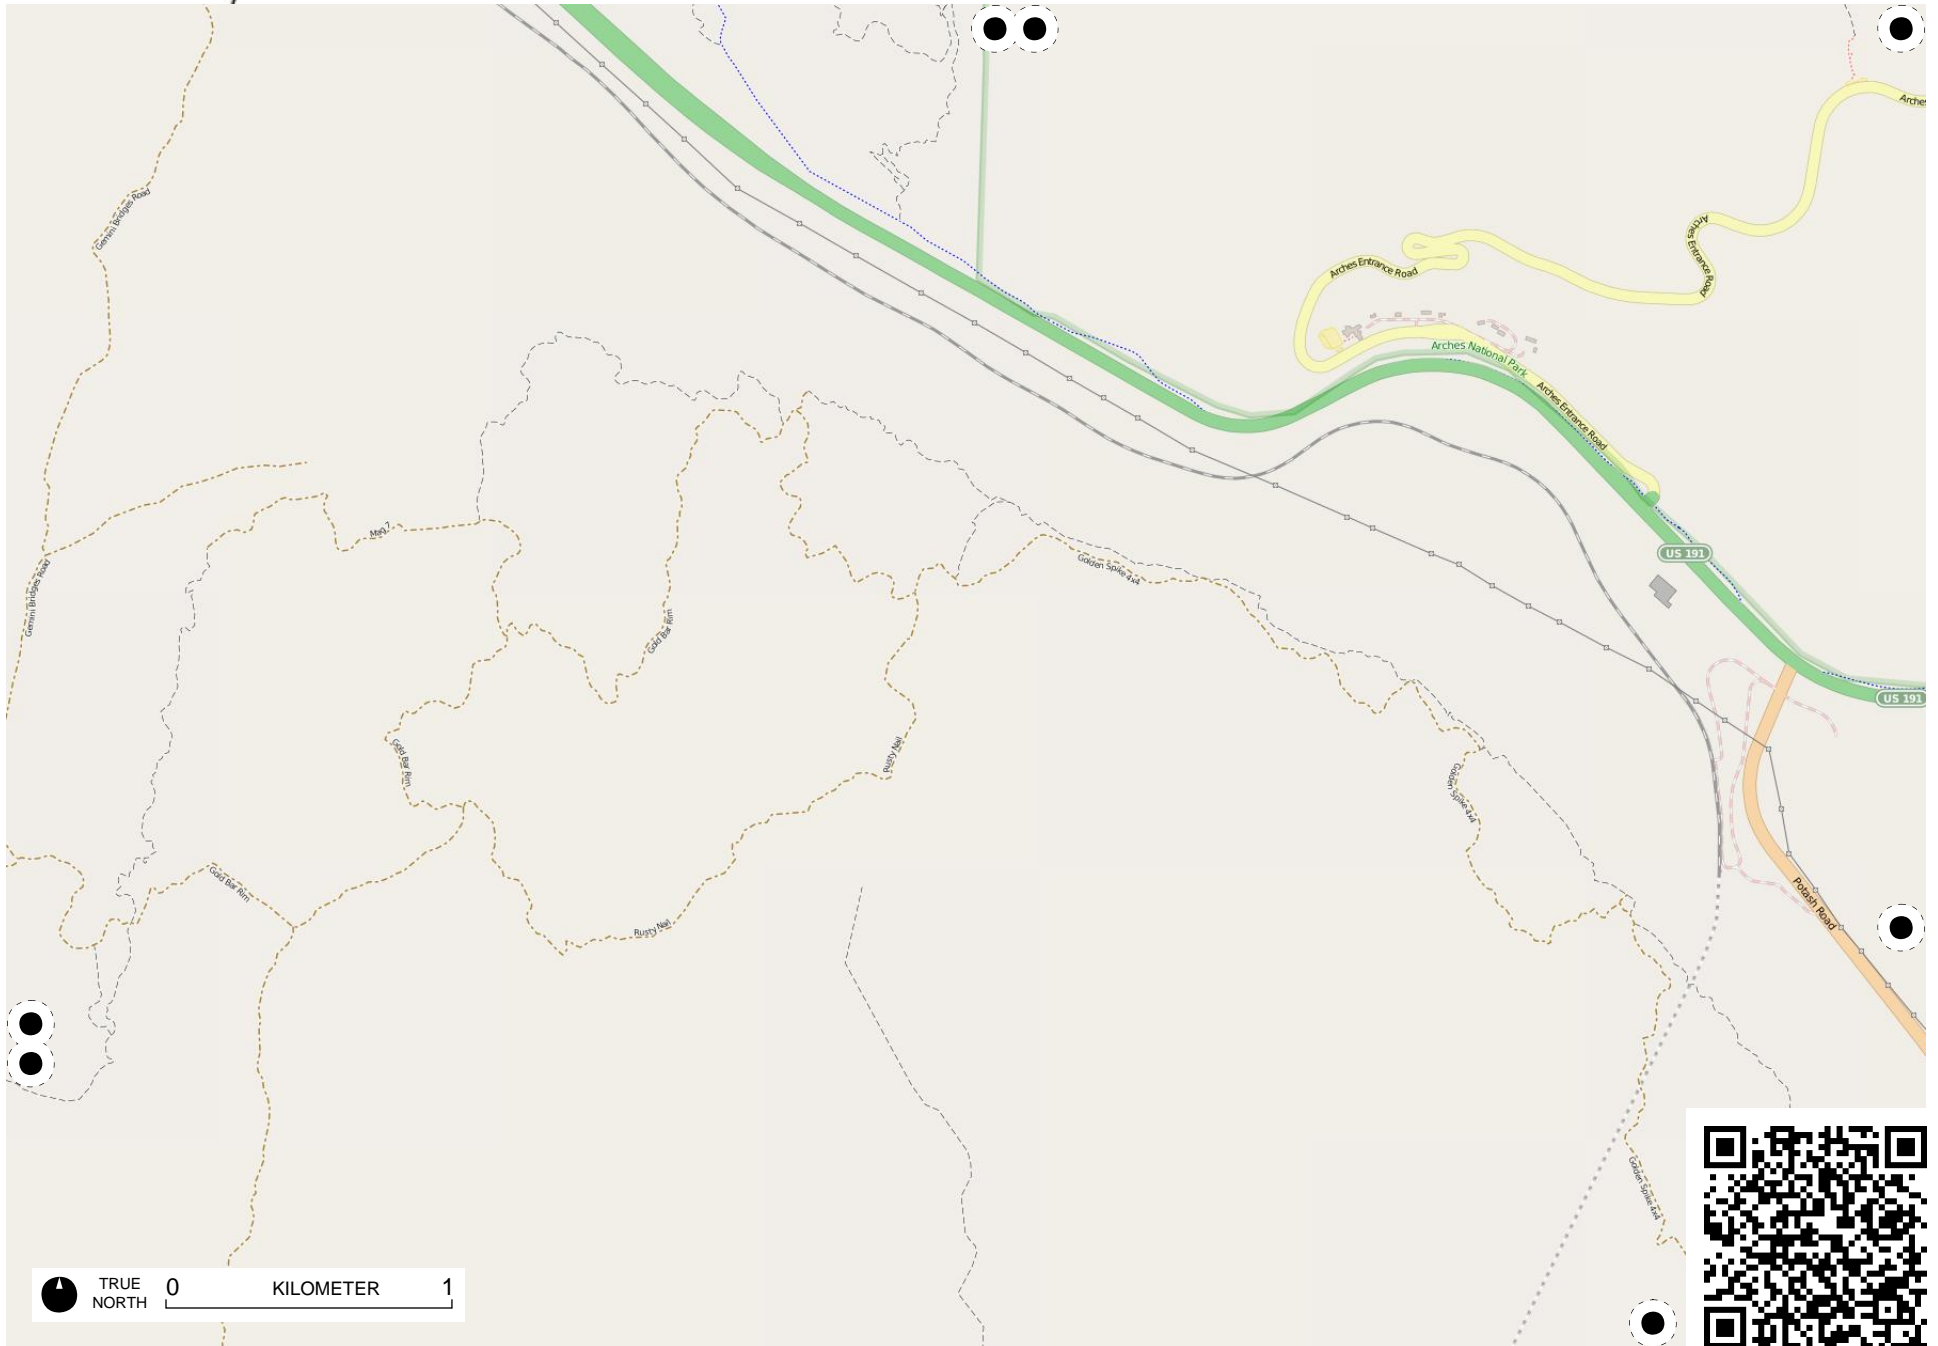 Arches
Gemini Bridges Road
Arches Entrance Road
Arches Entrance Road
Arches National Park
Arches Entrance Road
Mag 7
US 191
Golden Spike 4x4
Gemini Bridges Road
Gold Bar Rim
US 191
Gold Bar Rim
Rusty Nail
Golden Spike 4x4
Gold Bar Rim
Potash Road
Rusty Nail
Golden Spike 4x4
TRUE NORTH
0 KILOMETER 1